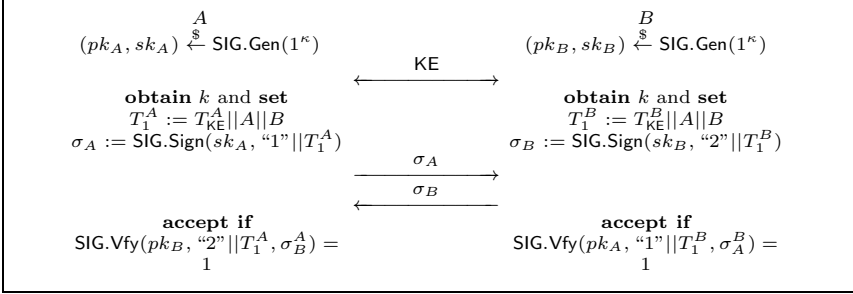 A B
(pk_A, sk_A) $← SIG.Gen(1^κ) (pk_B, sk_B) $← SIG.Gen(1^κ)
KE
obtain k and set obtain k and set
T_1^A := T_KE^A||A||B T_1^B := T_KE^B||A||B
σ_A := SIG.Sign(sk_A, “1”||T_1^A) σ_B := SIG.Sign(sk_B, “2”||T_1^B)
σ_A
σ_B
accept if accept if
SIG.Vfy(pk_B, “2”||T_1^A, σ_B^A) = SIG.Vfy(pk_A, “1”||T_1^B, σ_A^B) =
1 1